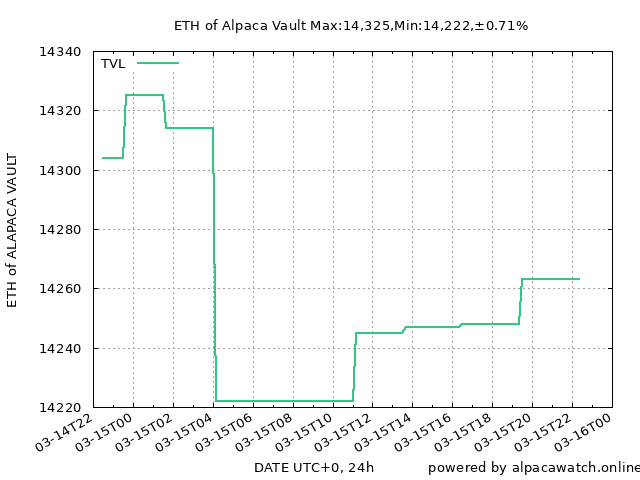 ETH of Alpaca Vault Max:14,325,Min:14,222,±0.71%
TVL
ETH of ALAPACA VAULT
14340
14320
14300
14280
14260
14240
14220
03-14T22
03-15T00
03-15T02
03-15T04
03-15T06
03-15T08
03-15T10
03-15T12
03-15T14
03-15T16
03-15T18
03-15T20
03-15T22
03-16T00
DATE UTC+0, 24h
powered by alpacawatch.online